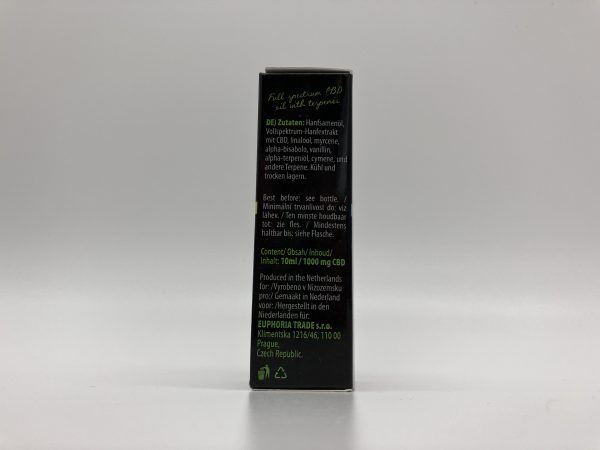 Full spectrum CBD
oil with terpenes
DE) Zutaten: Hanfsamenöl,
Vollspektrum-Hanfextrakt
mit CBD, linalool, myrcene,
alpha-bisabolo, vanillin,
alpha-terpeniol, cymene, und
andere Terpene. Kühl und
trocken lagern.
Best before: see bottle. /
Minimální trvanlivost do: viz
láhev. / Ten minste houdbaar
tot: zie fles. / Mindestens
haltbar bis: siehe Flasche.
Content/ Obsah/ Inhoud/
Inhalt: 10ml / 1000 mg CBD
Produced in the Netherlands
for: /Vyrobeno v Nizozemsku
pro:/ Gemaakt in Nederland
voor: /Hergestellt in den
Niederlanden für:
EUPHORIA TRADE s.r.o.
Klimentska 1216/46, 110 00
Prague,
Czech Republic.